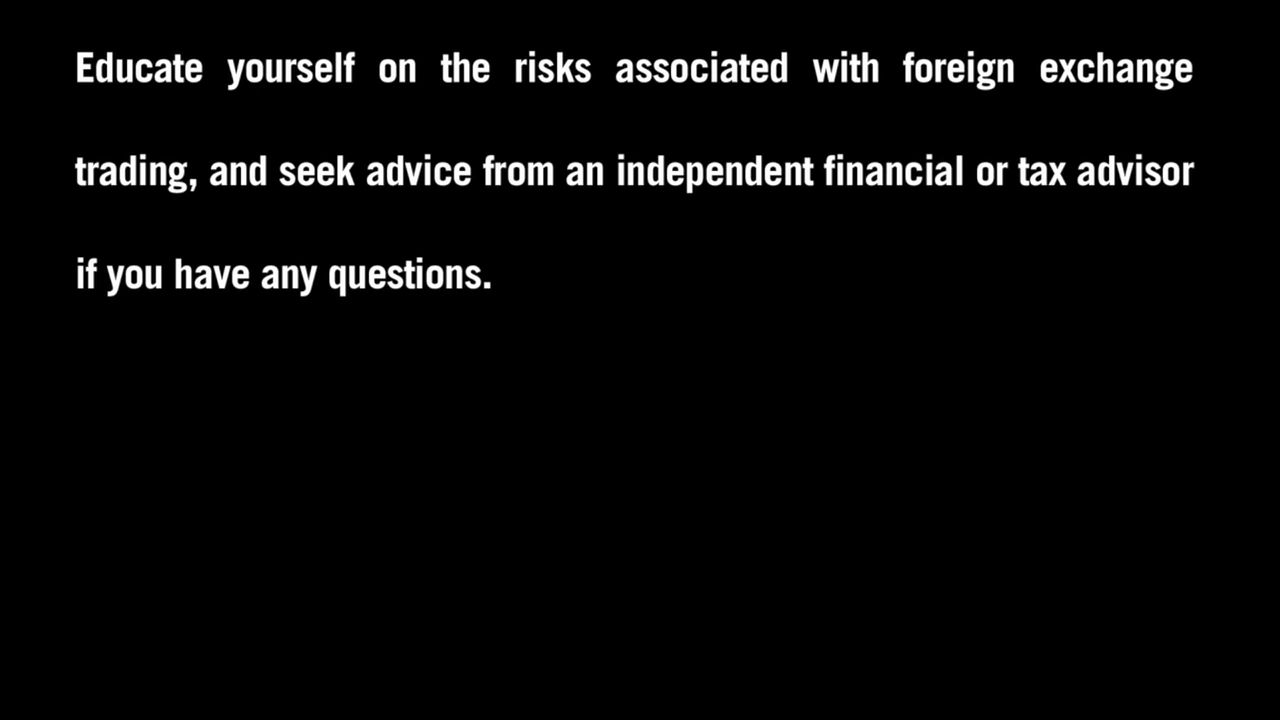 Educate yourself on the risks associated with foreign exchange
trading, and seek advice from an independent financial or tax advisor
if you have any questions.